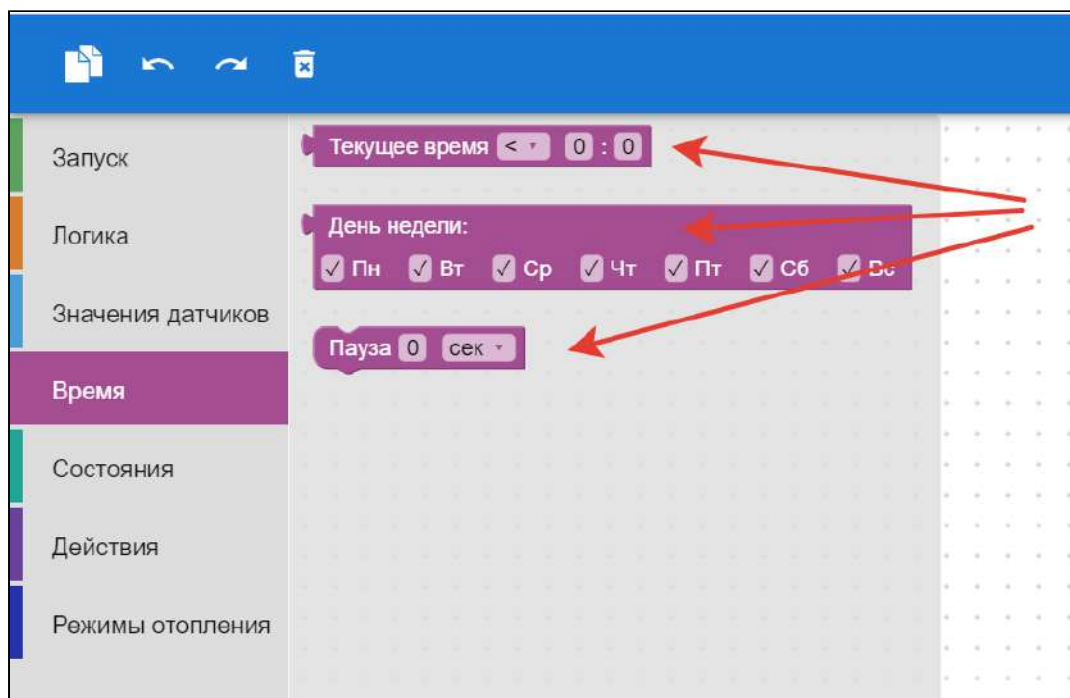 Запуск
Логика
Значения датчиков
Время
Состояния
Действия
Режимы отопления
Текущее время < 0 : 0
День недели:
Пн Вт Ср Чт Пт Сб Вс
Пауза 0 сек